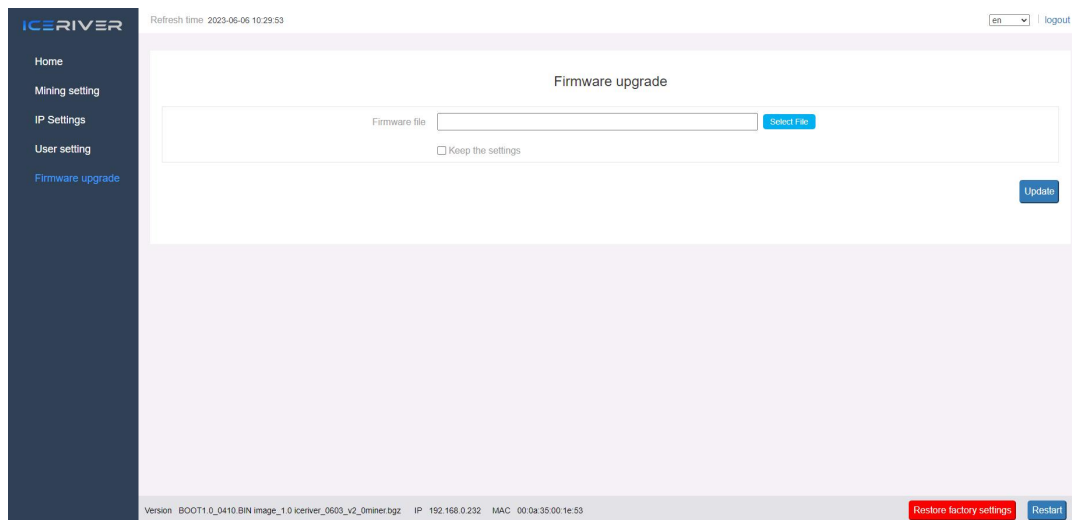 ICERIVER
Refresh time 2023-06-06 10:29:53
en
logout
Home
Mining setting
IP Settings
User setting
Firmware upgrade
Firmware upgrade
Firmware file
Select File
Keep the settings
Update
Version BOOT1.0_0410.BIN image_1.0 iceriver_0603_v2_0miner.bgz IP 192.168.0.232 MAC 00:0a:35:00:1e:53
Restore factory settings
Restart